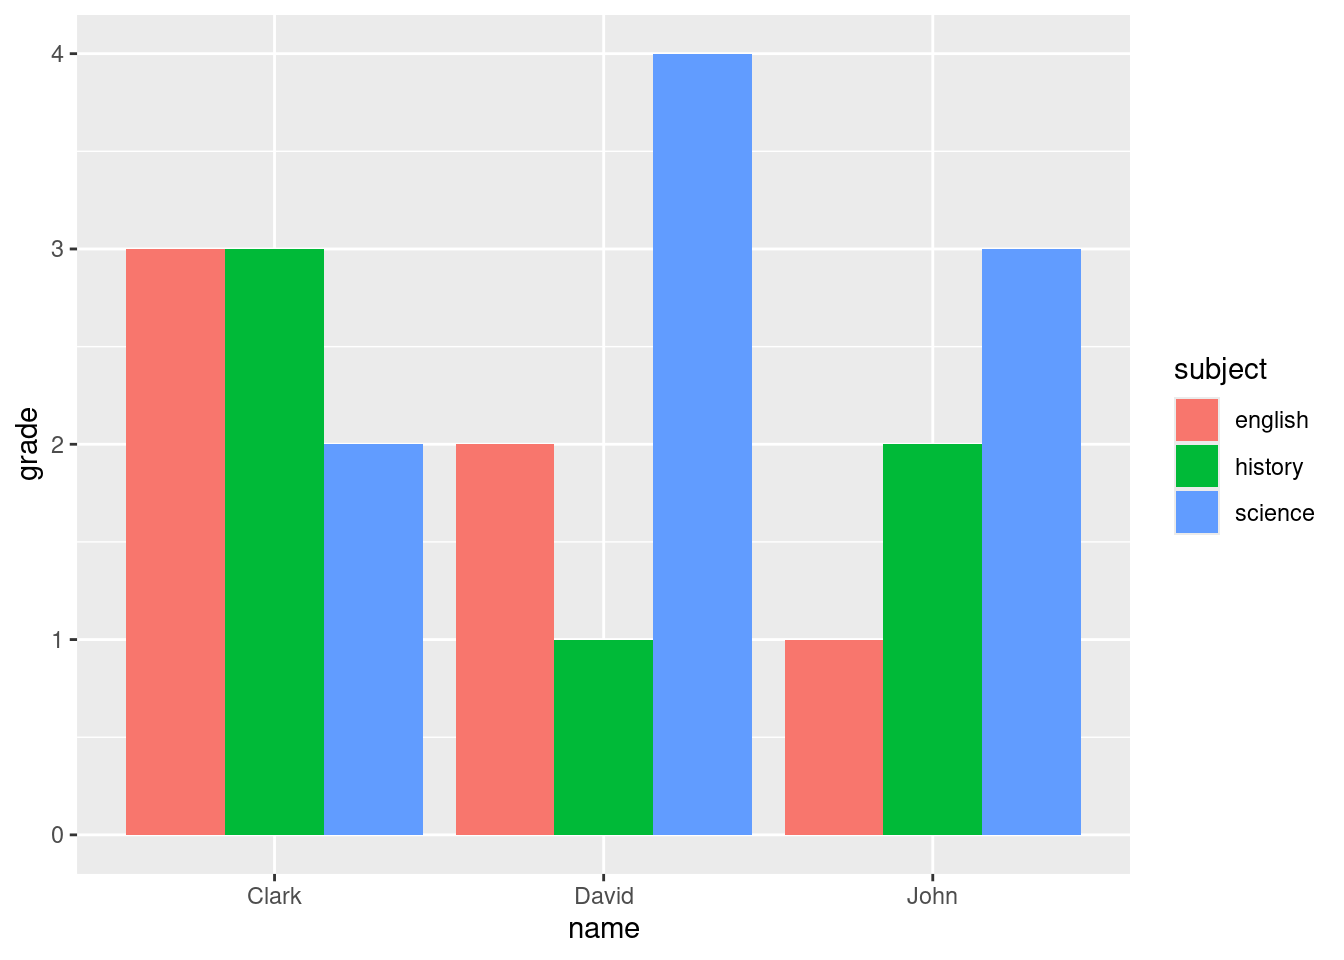 4
3
2
1
0
grade
Clark David John
name
subject
english
history
science